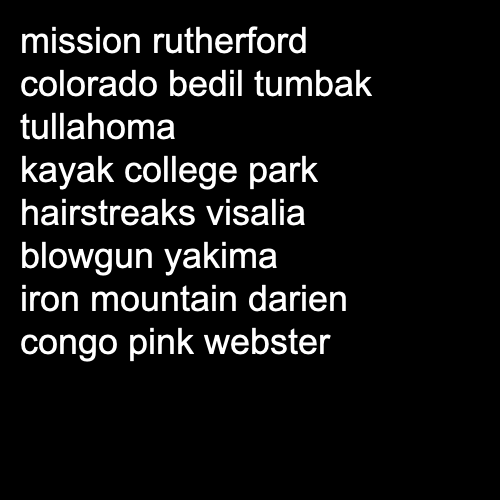 mission rutherford
colorado bedil tumbak
tullahoma
kayak college park
hairstreaks visalia
blowgun yakima
iron mountain darien
congo pink webster